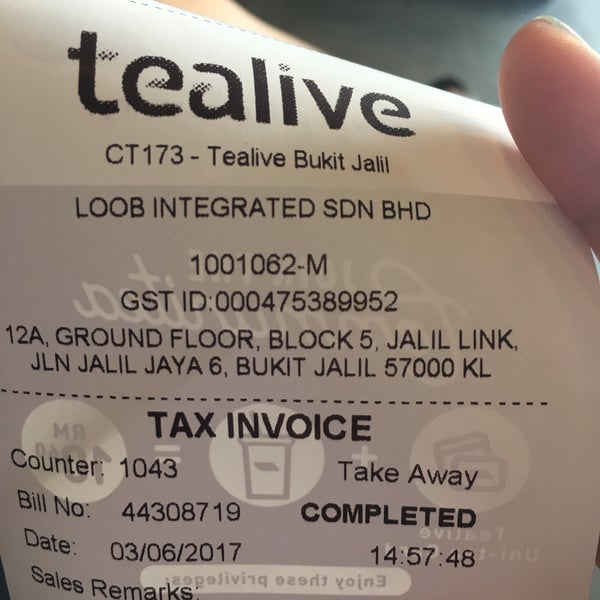 tealive
CT173 - Tealive Bukit Jalil
LOOB INTEGRATED SDN BHD
1001062-M
GST ID:000475389952
12A, GROUND FLOOR, BLOCK 5, JALIL LINK,
JLN JALIL JAYA 6, BUKIT JALIL 57000 KL
TAX INVOICE
Counter: 1043 Take Away
Bill No: 44308719 COMPLETED
Date: 03/06/2017 14:57:48
Sales Remarks:
Enjoy these privileges: